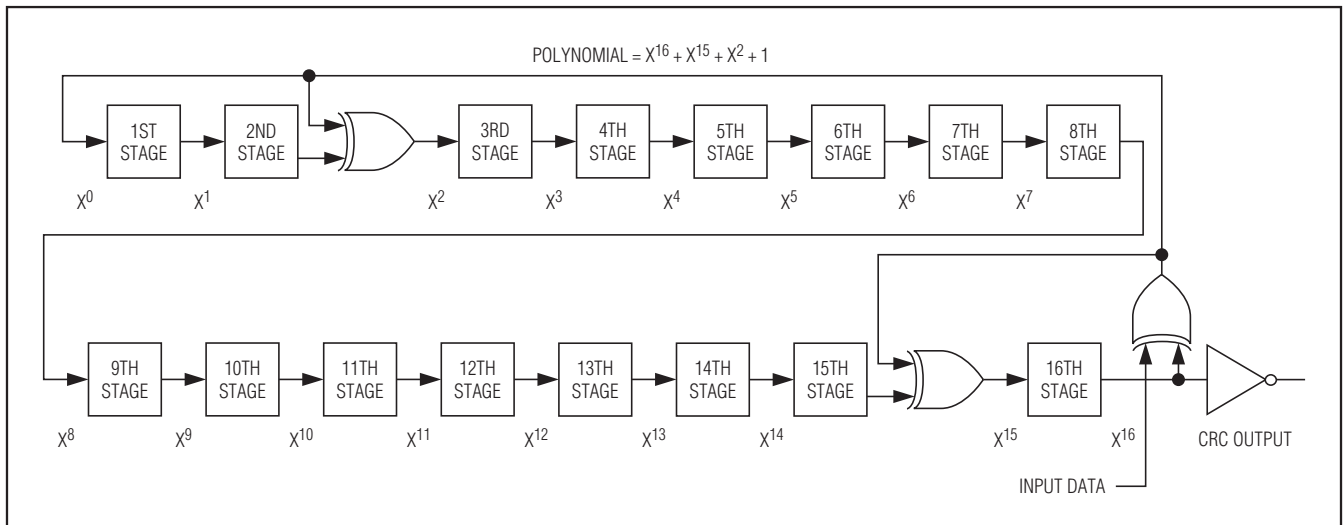 POLYNOMIAL = X¹⁶ + X¹⁵ + X² + 1
1ST STAGE
2ND STAGE
3RD STAGE
4TH STAGE
5TH STAGE
6TH STAGE
7TH STAGE
8TH STAGE
X⁰ X¹ X² X³ X⁴ X⁵ X⁶ X⁷
9TH STAGE
10TH STAGE
11TH STAGE
12TH STAGE
13TH STAGE
14TH STAGE
15TH STAGE
16TH STAGE
X⁸ X⁹ X¹⁰ X¹¹ X¹² X¹³ X¹⁴ X¹⁵ X¹⁶
CRC OUTPUT
INPUT DATA